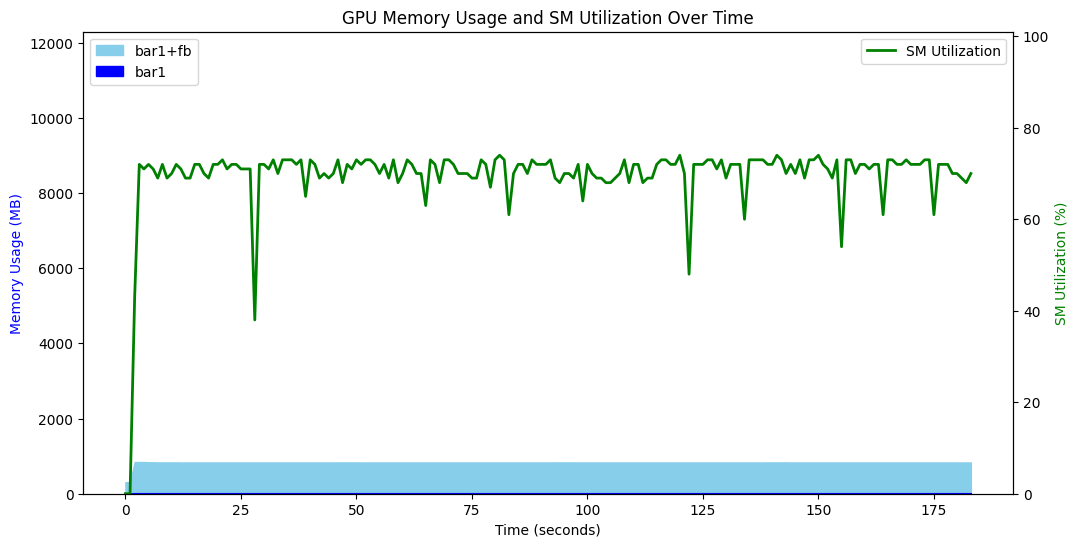 GPU Memory Usage and SM Utilization Over Time
bar1+fb
bar1
SM Utilization
Memory Usage (MB)
12000
10000
8000
6000
4000
2000
0
SM Utilization (%)
100
80
60
40
20
0
0 25 50 75 100 125 150 175
Time (seconds)